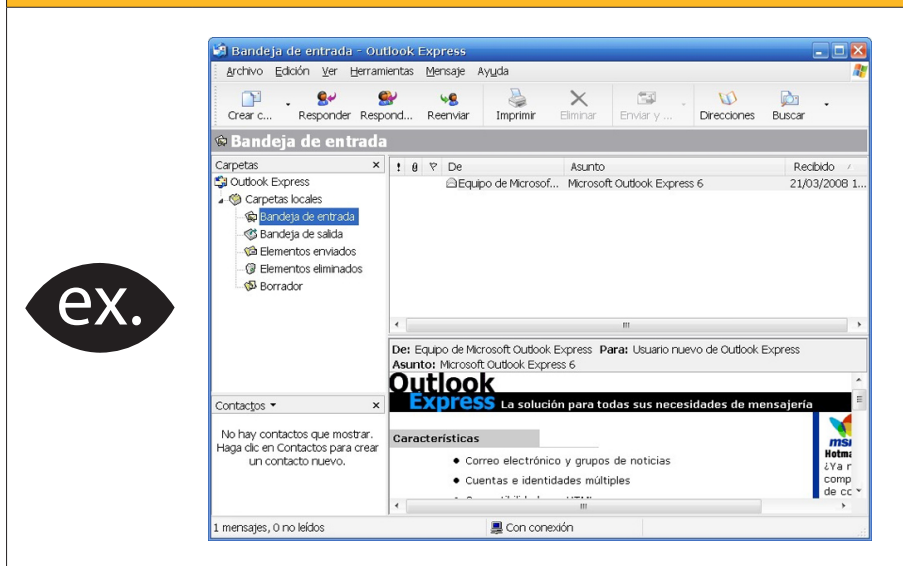 Bandeja de entrada - Outlook Express
Archivo Edición Ver Herramientas Mensaje Ayuda
Crear c... Responder Respond... Reenviar Imprimir Eliminar Enviar y ... Direcciones Buscar
Bandeja de entrada
Carpetas × ! De Asunto Recibido
Outlook Express Equipo de Microsof... Microsoft Outlook Express 6 21/03/2008 1...
Carpetas locales
Bandeja de entrada
Bandeja de salida
Elementos enviados
Elementos eliminados
Borrador
ex.
De: Equipo de Microsoft Outlook Express Para: Usuario nuevo de Outlook Express
Asunto: Microsoft Outlook Express 6
Outlook
Express La solución para todas sus necesidades de mensajería
Contactos ×
No hay contactos que mostrar.
Haga clic en Contactos para crear
un contacto nuevo.
Características
• Correo electrónico y grupos de noticias
• Cuentas e identidades múltiples
¿Ya
de
1 mensajes, 0 no leídos Con conexión